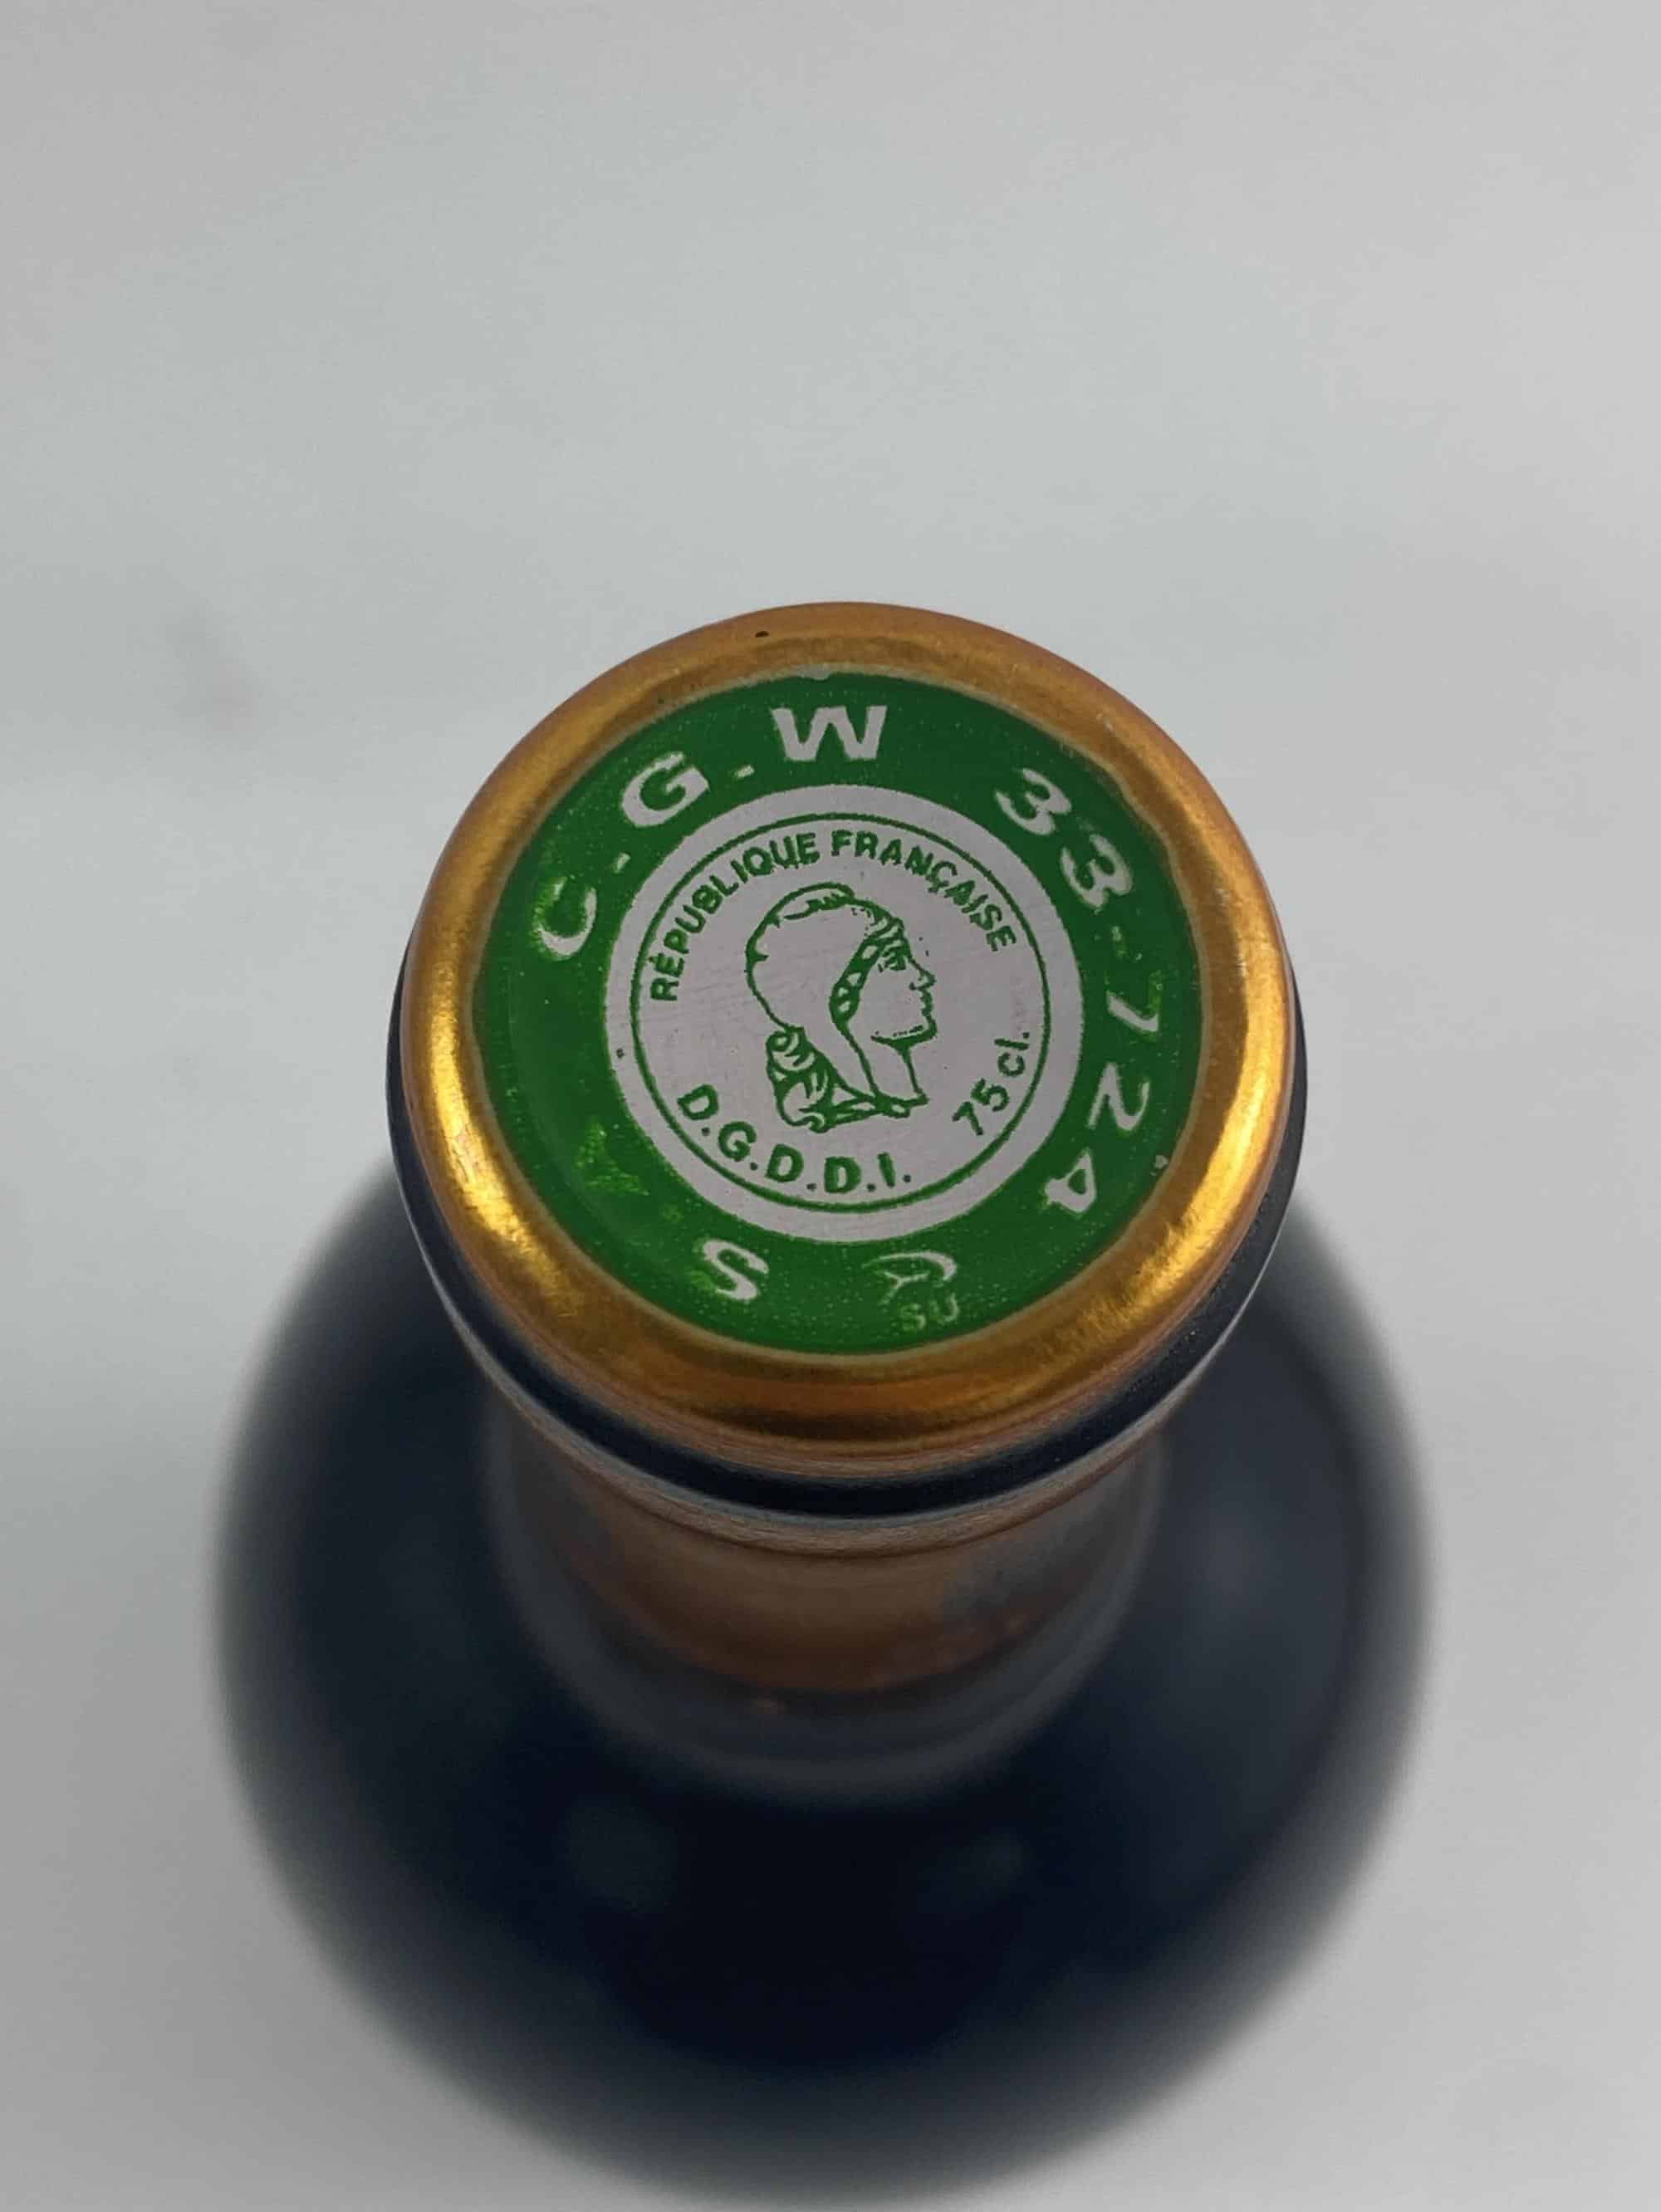 C.G.W 33-724
S
SU
RÉPUBLIQUE FRANÇAISE
D.G.D.D.I. 75 cl.